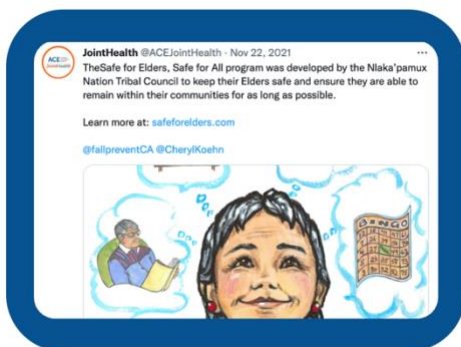 ACE
JointHealth
JointHealth @ACEJointHealth · Nov 22, 2021
TheSafe for Elders, Safe for All program was developed by the Nlaka'pamux
Nation Tribal Council to keep their Elders safe and ensure they are able to
remain within their communities for as long as possible.
Learn more at: safeforelders.com
@fallpreventCA @CherylKoehn
BINGO